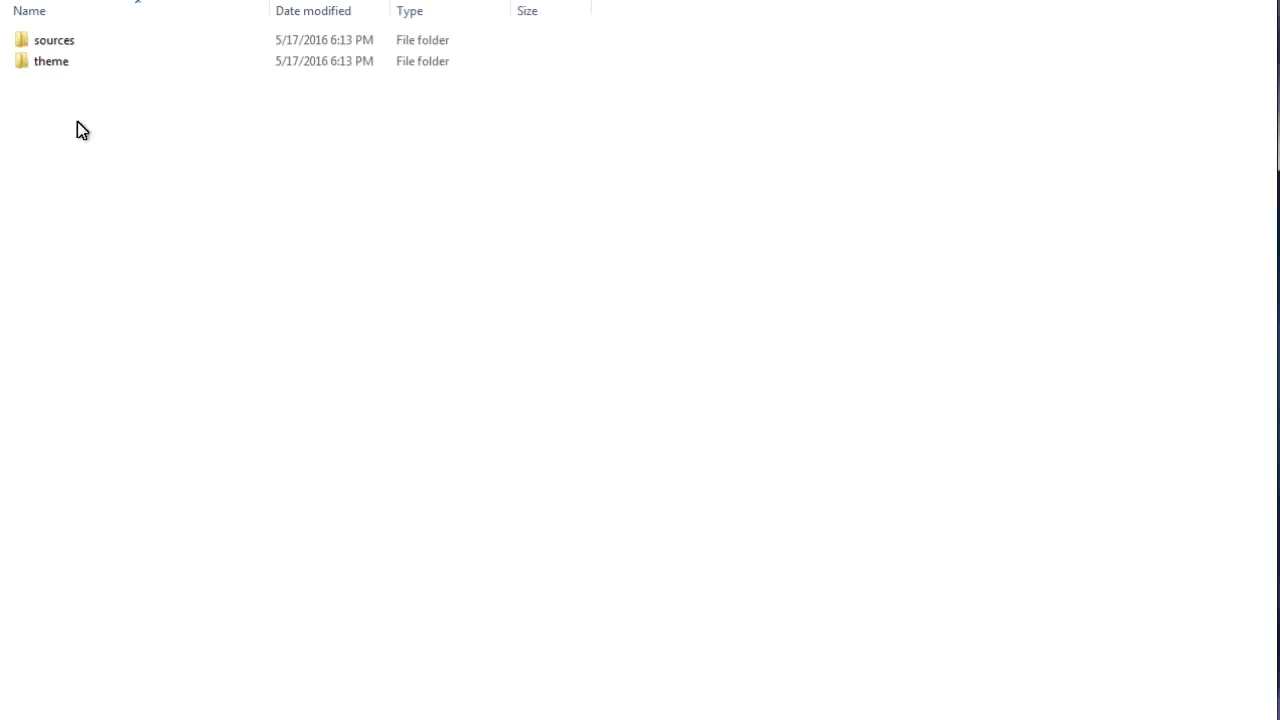 Name Date modified Type Size
sources 5/17/2016 6:13 PM File folder
theme 5/17/2016 6:13 PM File folder